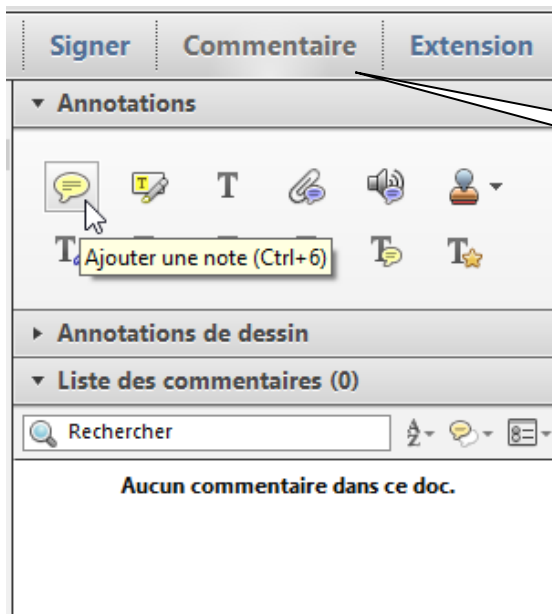 Signer Commentaire Extension
Annotations
T T
T Ajouter une note (Ctrl+6) T T
Annotations de dessin
Liste des commentaires (0)
Rechercher A Z
Aucun commentaire dans ce doc.